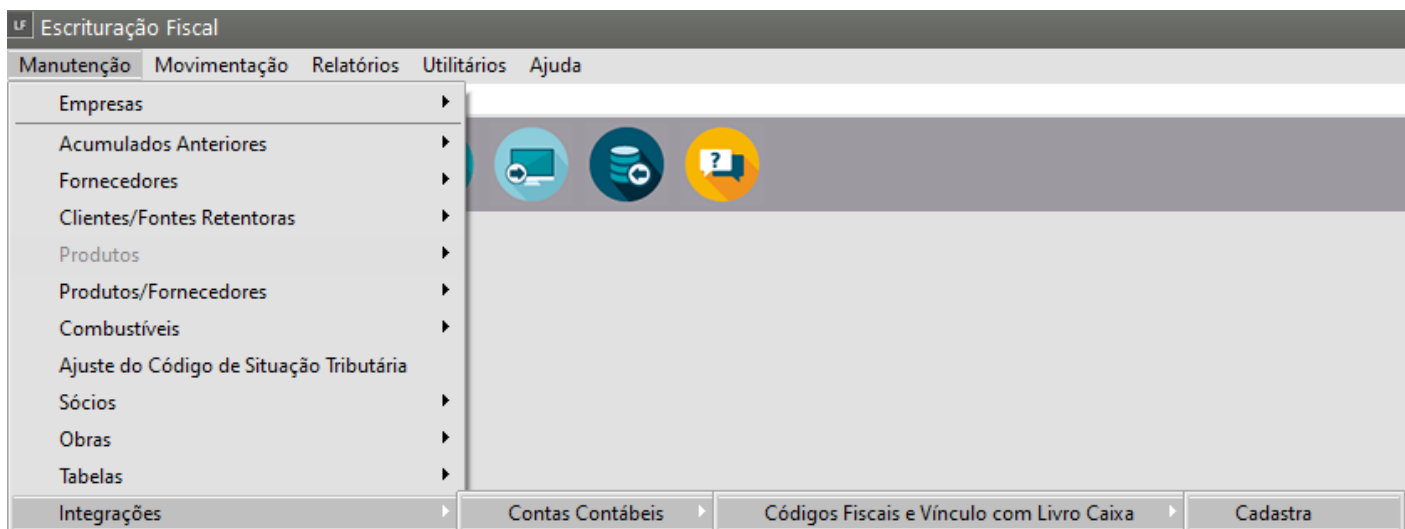 LF Escrituração Fiscal
Manutenção Movimentação Relatórios Utilitários Ajuda
Empresas
Acumulados Anteriores
?
Fornecedores
Clientes/Fontes Retentoras
Produtos
Produtos/Fornecedores
Combustíveis
Ajuste do Código de Situação Tributária
Sócios
Obras
Tabelas
Integrações Contas Contábeis Códigos Fiscais e Vínculo com Livro Caixa Cadastra